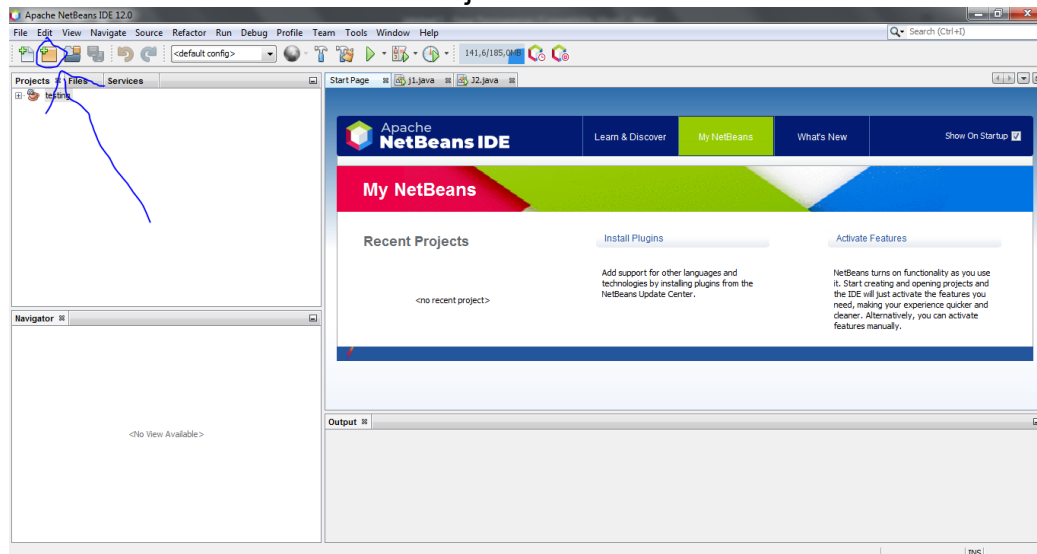 Apache NetBeans IDE 12.0
File Edit View Navigate Source Refactor Run Debug Profile Team Tools Window Help
Search (Ctrl+I)
<default config>
141,6/185,0MB
Projects Files Services
Start Page j1.java J2.java
testing
Apache
NetBeans IDE
Learn & Discover
My NetBeans
What's New
Show On Startup
My NetBeans
Recent Projects
<no recent project>
Install Plugins
Add support for other languages and
technologies by installing plugins from the
NetBeans Update Center.
Activate Features
NetBeans turns on functionality as you use
it. Start creating and opening projects and
the IDE will just activate the features you
need, making your experience quicker and
cleaner. Alternatively, you can activate
features manually.
Navigator
<No View Available>
Output
INS